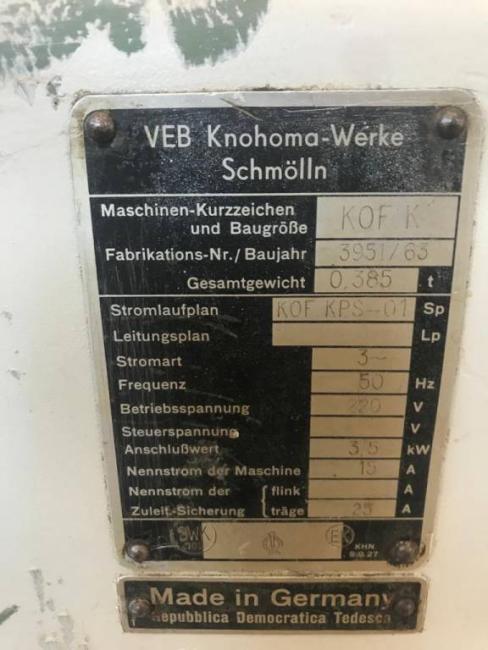 VEB Knohoma-Werke
Schmölln
Maschinen-Kurzzeichen
und Baugröße KOF K
Fabrikations-Nr./Baujahr 3951/63
Gesamtgewicht 0,385 t
Stromlaufplan KOF KPS-01 Sp
Leitungsplan Lp
Stromart 3~
Frequenz 50 Hz
Betriebsspannung 220 V
Steuerspannung V
Anschlußwert 3,5 kW
Nennstrom der Maschine 15 A
Nennstrom der flink A
Zuleit.-Sicherung träge 25 A
KHN
Made in Germany
Repubblica Democratica Tedesca